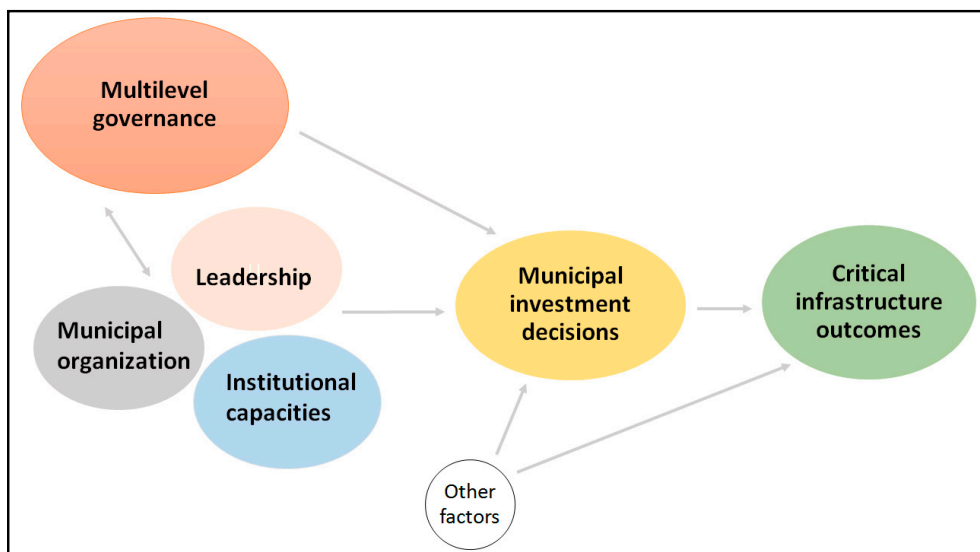 Multilevel
governance
Leadership
Municipal
organization
Institutional
capacities
Municipal
investment
decisions
Critical
infrastructure
outcomes
Other
factors